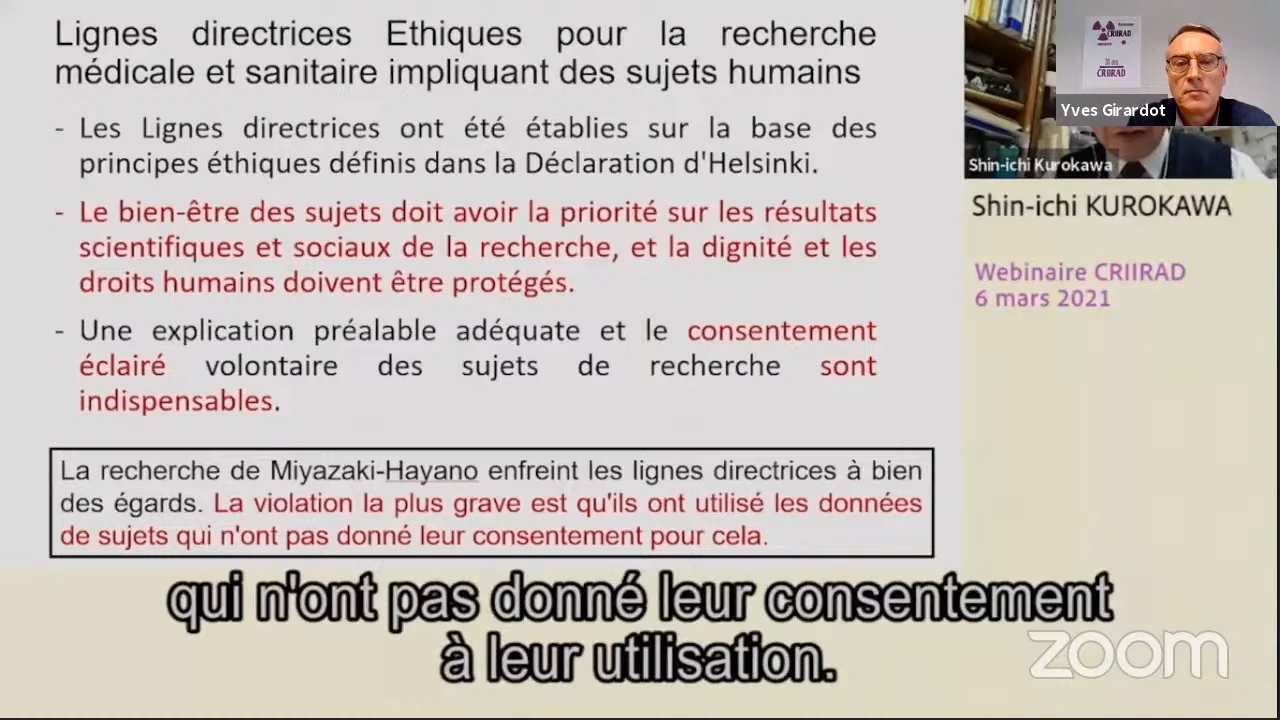 Lignes directrices Ethiques pour la recherche
médicale et sanitaire impliquant des sujets humains
- Les Lignes directrices ont été établies sur la base des
principes éthiques définis dans la Déclaration d'Helsinki.
- Le bien-être des sujets doit avoir la priorité sur les résultats
scientifiques et sociaux de la recherche, et la dignité et les
droits humains doivent être protégés.
- Une explication préalable adéquate et le consentement
éclairé volontaire des sujets de recherche sont
indispensables.
La recherche de Miyazaki-Hayano enfreint les lignes directrices à bien
des égards. La violation la plus grave est qu'ils ont utilisé les données
de sujets qui n'ont pas donné leur consentement pour cela.
CRIIRAD
CRIIRAD
Yves Girardot
Shin-ichi Kurokawa
Shin-ichi KUROKAWA
Webinaire CRIIRAD
6 mars 2021
qui n'ont pas donné leur consentement
à leur utilisation.
zoom